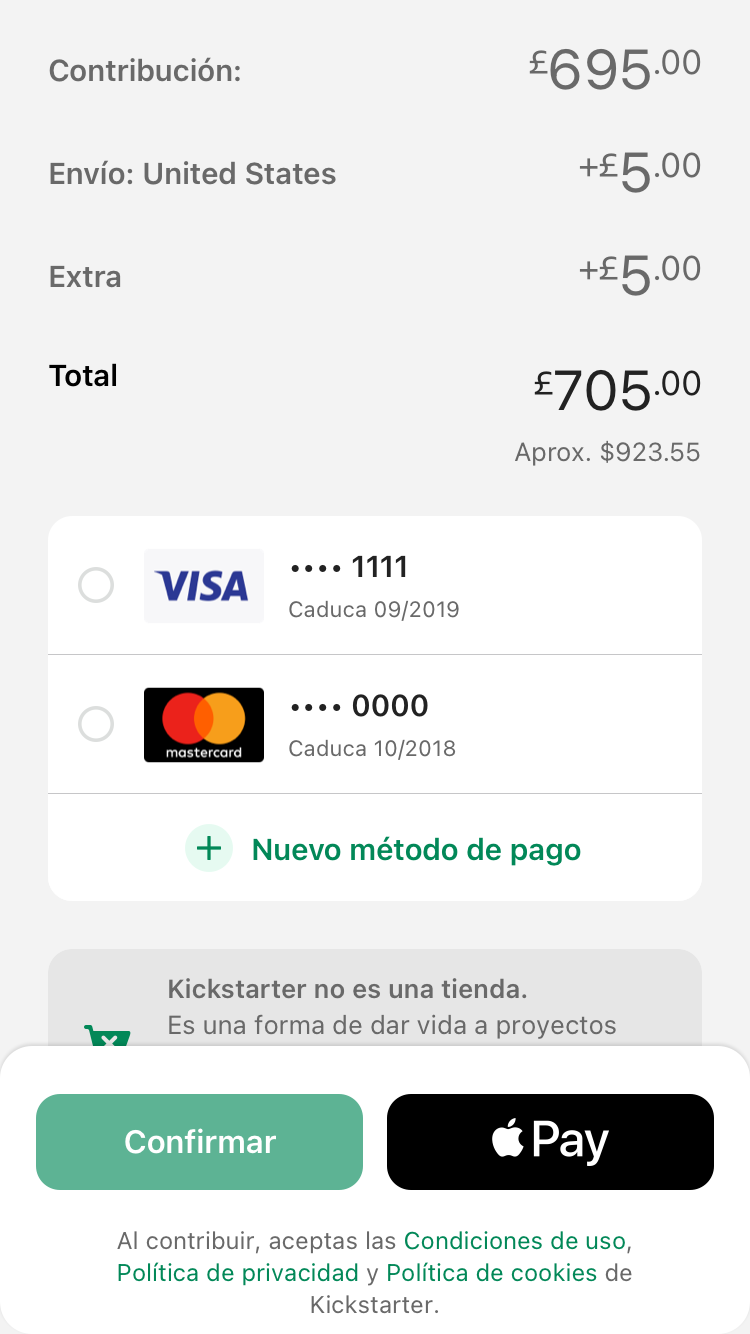 Contribución: £695.00
Envío: United States +£5.00
Extra +£5.00
Total £705.00
Aprox. $923.55
VISA •••• 1111
Caduca 09/2019
mastercard •••• 0000
Caduca 10/2018
+ Nuevo método de pago
Kickstarter no es una tienda.
Es una forma de dar vida a proyectos
Confirmar Pay
Al contribuir, aceptas las Condiciones de uso,
Política de privacidad y Política de cookies de
Kickstarter.